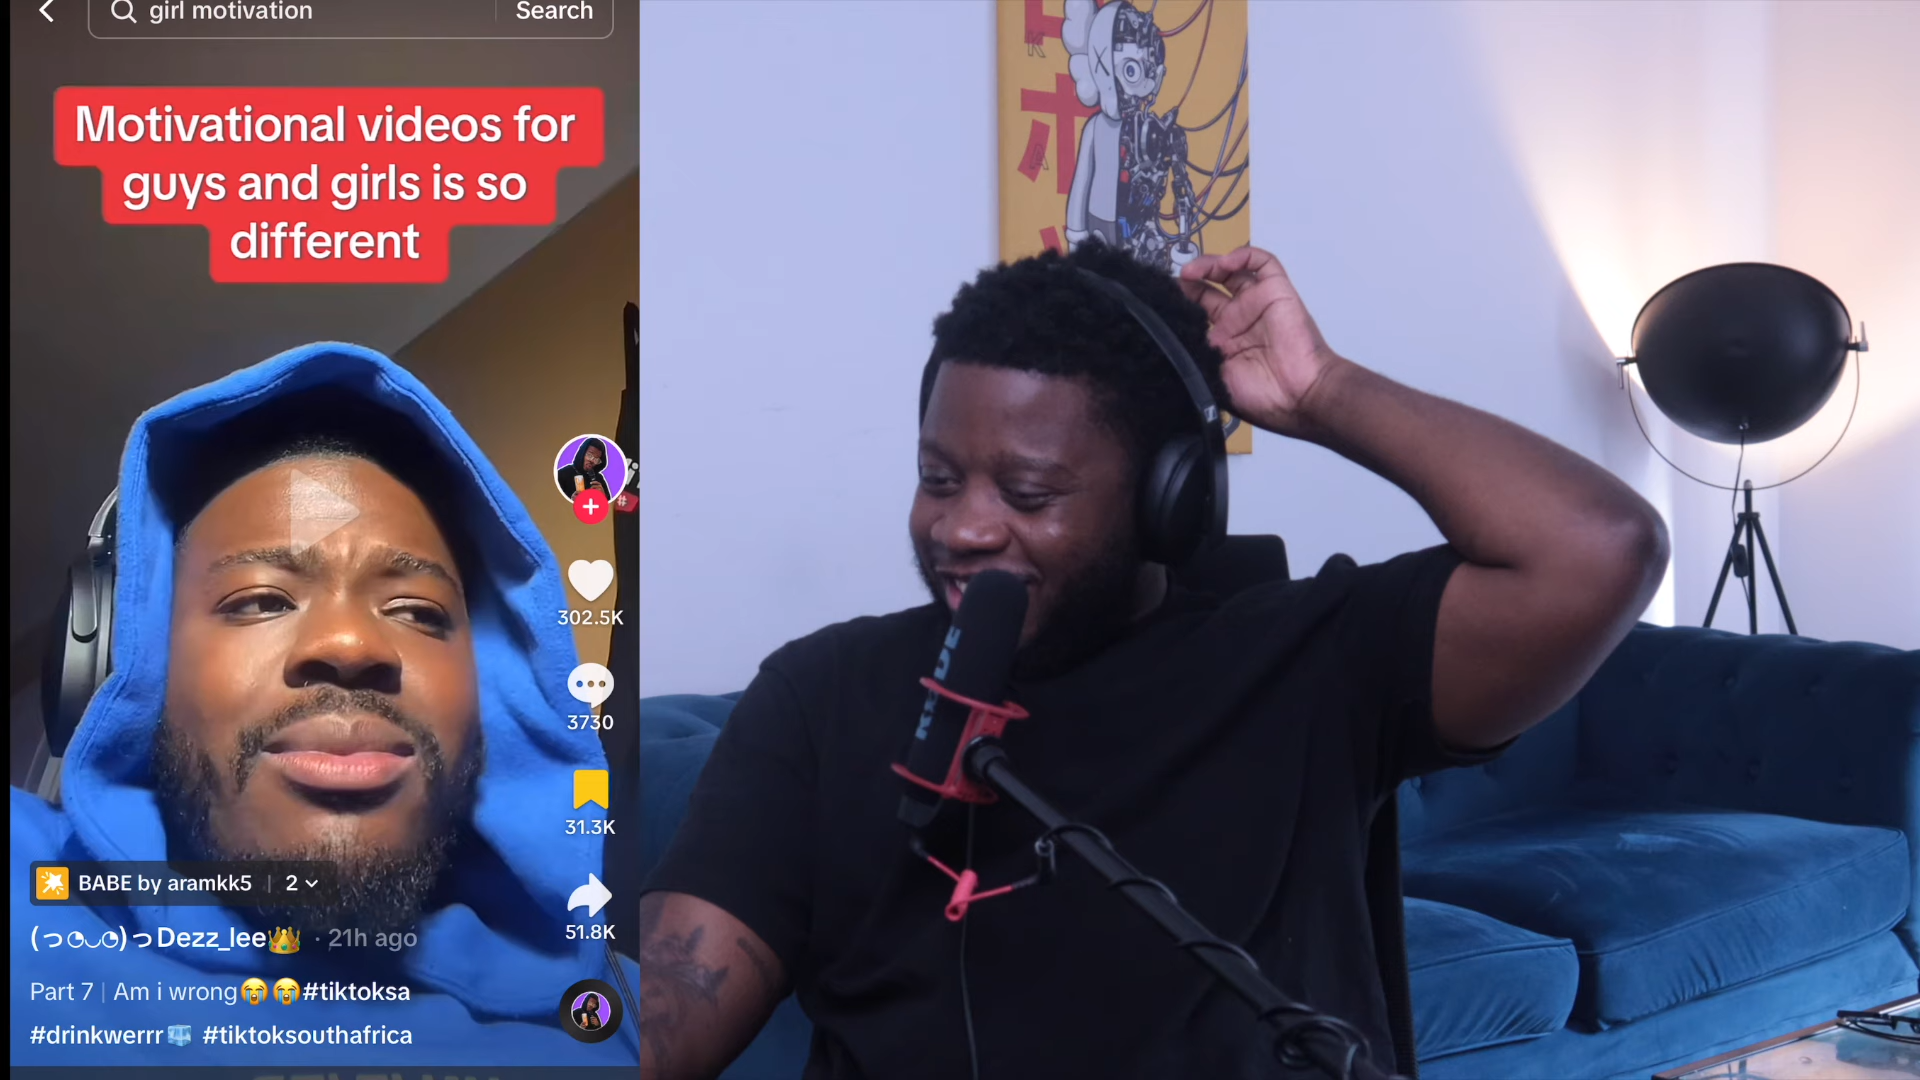 girl motivation
Search
Motivational videos for
guys and girls is so
different
302.5K
3730
31.3K
51.8K
BABE by aramkk5 | 2
(っ◔◡◔)っDezz_lee👑 · 21h ago
Part 7 | Am i wrong😭😭#tiktoksa
#drinkwerrr🧊 #tiktoksouthafrica
RØDE